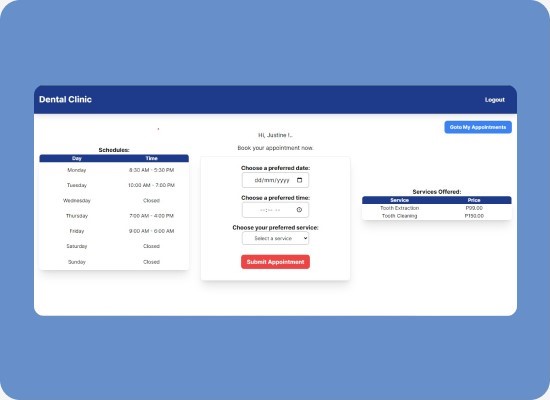 Dental Clinic
Logout
Goto My Appointments
Hi, Justine !..
Book your appointment now.
Schedules:
Day Time
Monday 8:30 AM - 5:30 PM
Tuesday 10:00 AM - 7:00 PM
Wednesday Closed
Thursday 7:00 AM - 4:00 PM
Friday 9:00 AM - 6:00 AM
Saturday Closed
Sunday Closed
Choose a preferred date:
dd/mm/yyyy
Choose a preferred time:
--:-- --
Choose your preferred service:
Select a service
Submit Appointment
Services Offered:
Service Price
Tooth Extraction ₱99.00
Tooth Cleaning ₱150.00